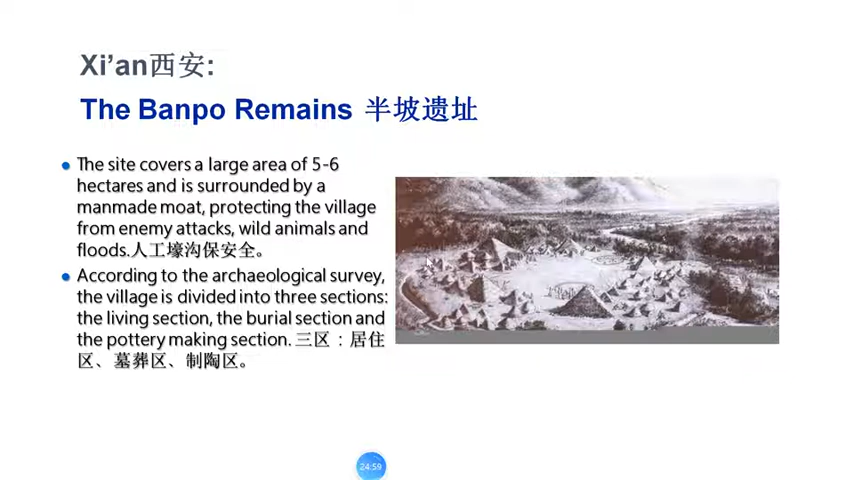 Xi’an西安:
The Banpo Remains 半坡遗址
The site covers a large area of 5-6
hectares and is surrounded by a
manmade moat, protecting the village
from enemy attacks, wild animals and
floods.人工壕沟保安全。
According to the archaeological survey,
the village is divided into three sections:
the living section, the burial section and
the pottery making section. 三区：居住
区、墓葬区、制陶区。
24:59